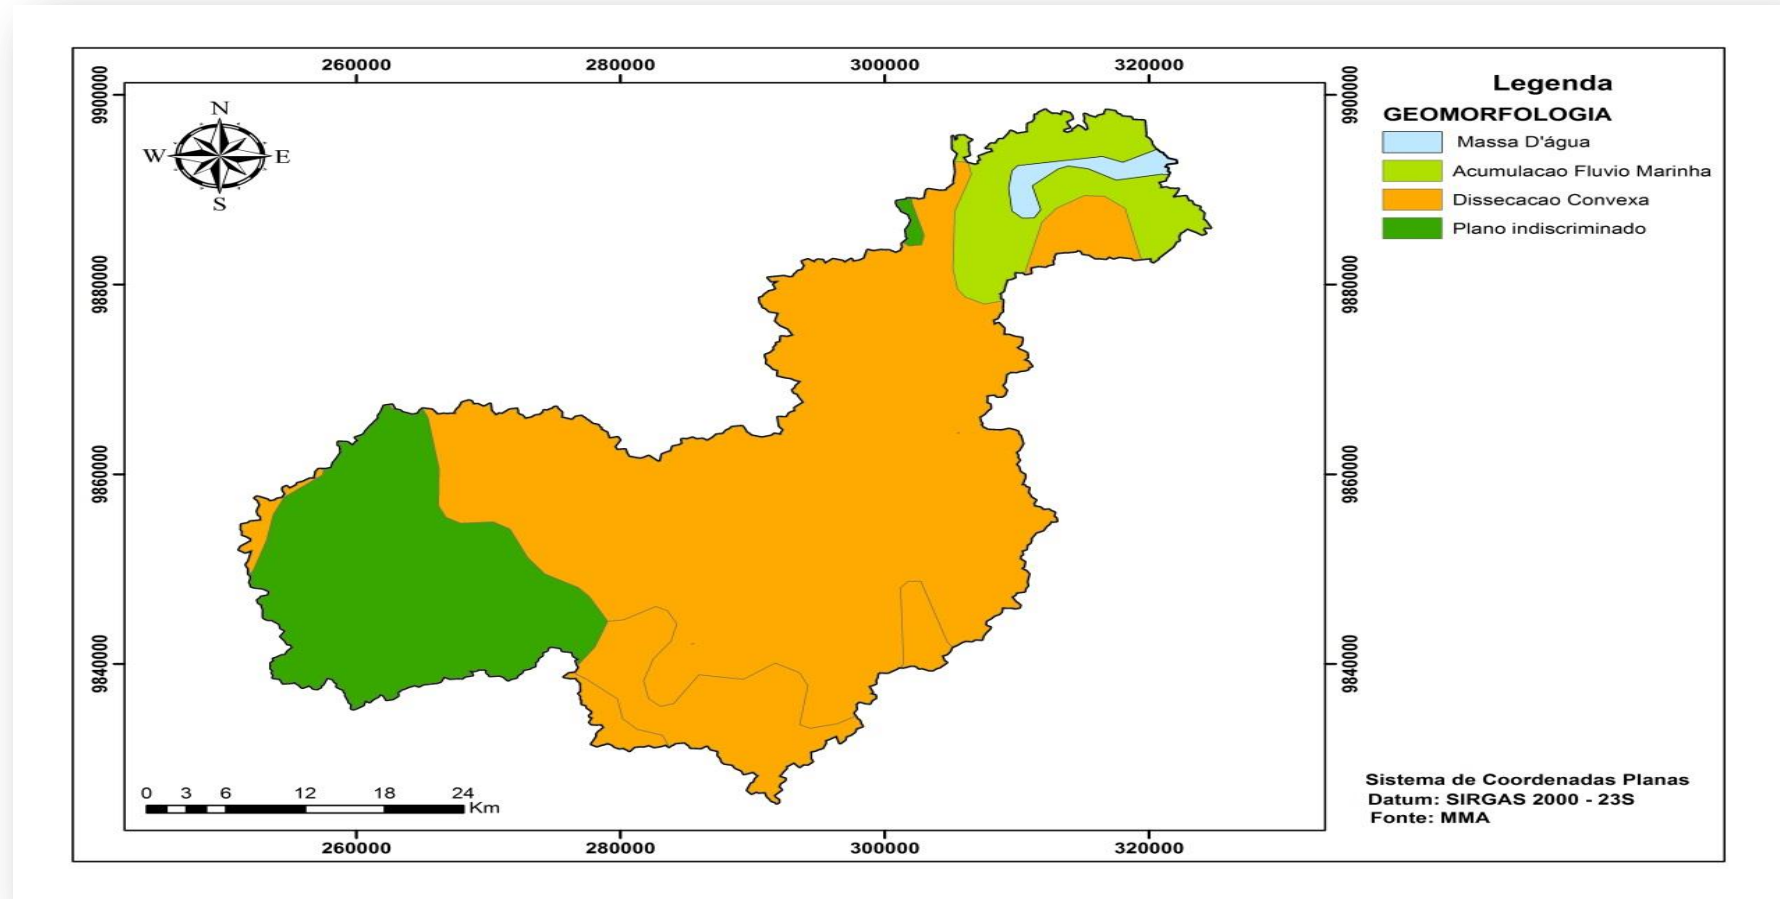 260000 280000 300000 320000
9900000
9900000
N
W E
S
Legenda
GEOMORFOLOGIA
Massa D'água
Acumulacao Fluvio Marinha
Dissecacao Convexa
Plano indiscriminado
9880000
9880000
9860000
9860000
9840000
9840000
0 3 6 12 18 24
Km
Sistema de Coordenadas Planas
Datum: SIRGAS 2000 - 23S
Fonte: MMA
260000 280000 300000 320000